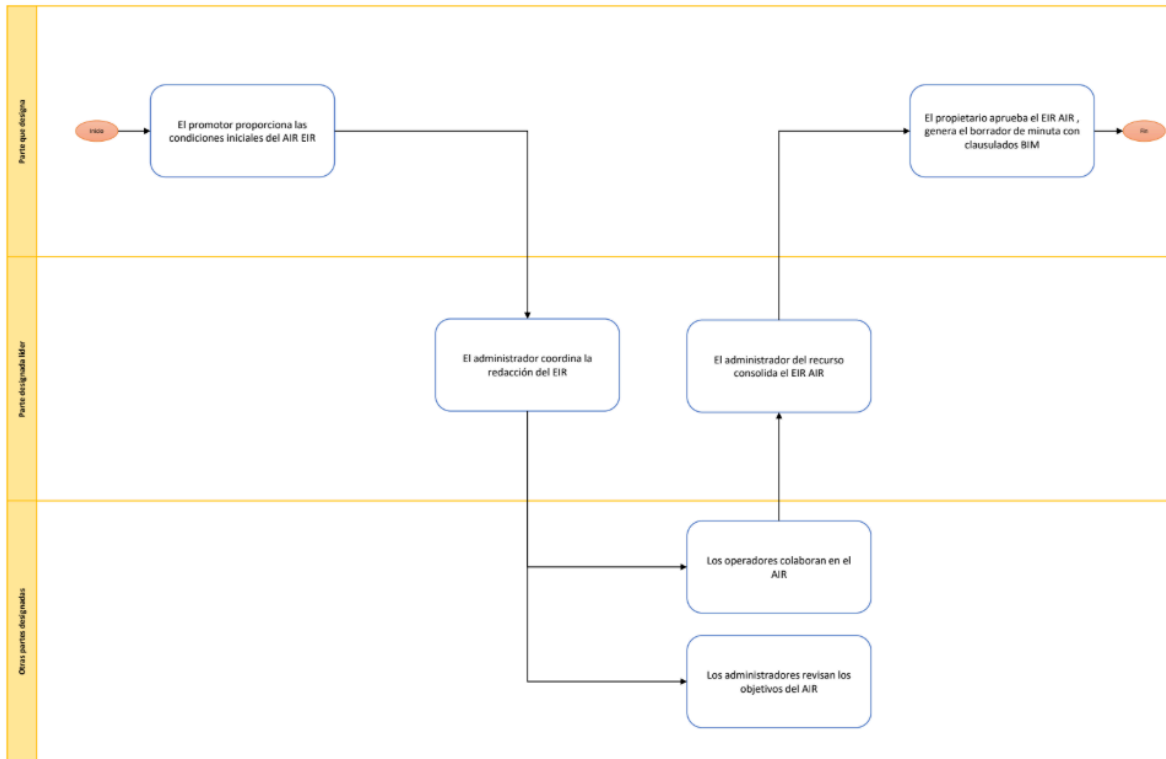 Parte que designa
Inicio
El promotor proporciona las
condiciones iniciales del AIR EIR
El propietario aprueba el EIR AIR ,
genera el borrador de minuta con
clausulados BIM
Fin
Parte designada líder
El administrador coordina la
redacción del EIR
El administrador del recurso
consolida el EIR AIR
Otras partes designadas
Los operadores colaboran en el
AIR
Los administradores revisan los
objetivos del AIR